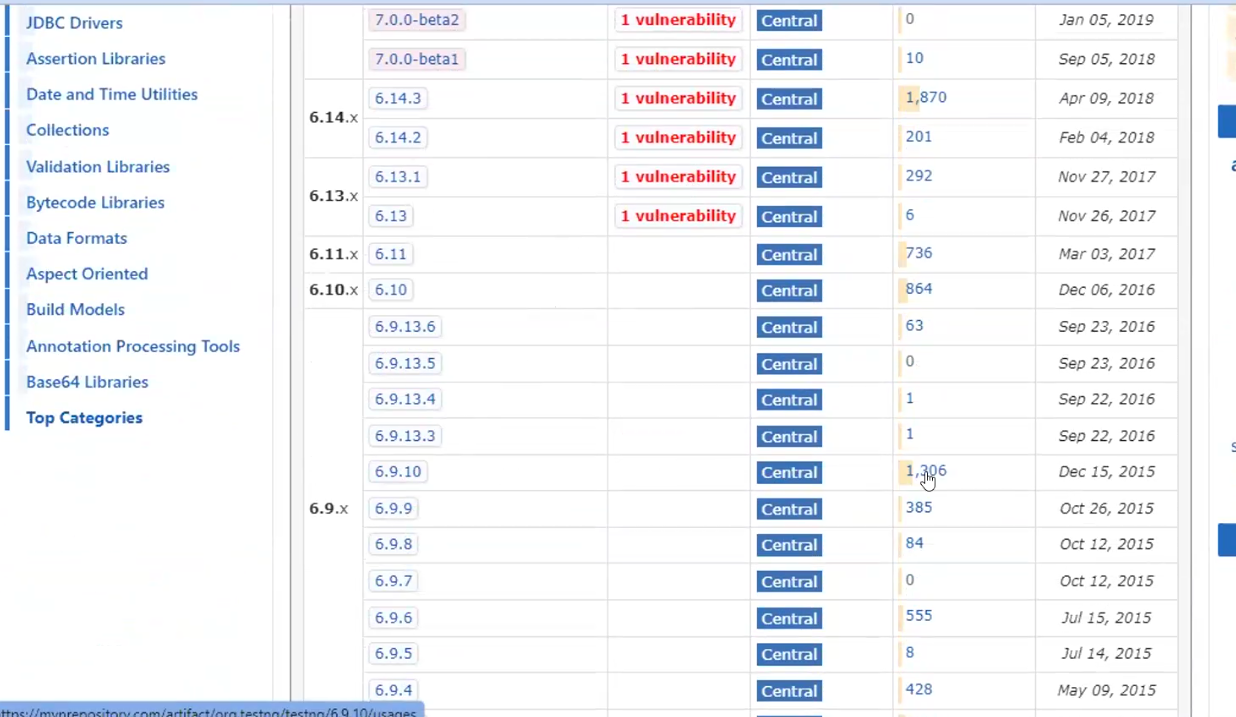 JDBC Drivers
Assertion Libraries
Date and Time Utilities
Collections
Validation Libraries
Bytecode Libraries
Data Formats
Aspect Oriented
Build Models
Annotation Processing Tools
Base64 Libraries
Top Categories
7.0.0-beta2 1 vulnerability Central 0 Jan 05, 2019
7.0.0-beta1 1 vulnerability Central 10 Sep 05, 2018
6.14.x
6.14.3 1 vulnerability Central 1,870 Apr 09, 2018
6.14.2 1 vulnerability Central 201 Feb 04, 2018
6.13.x
6.13.1 1 vulnerability Central 292 Nov 27, 2017
6.13 1 vulnerability Central 6 Nov 26, 2017
6.11.x 6.11 Central 736 Mar 03, 2017
6.10.x 6.10 Central 864 Dec 06, 2016
6.9.x
6.9.13.6 Central 63 Sep 23, 2016
6.9.13.5 Central 0 Sep 23, 2016
6.9.13.4 Central 1 Sep 22, 2016
6.9.13.3 Central 1 Sep 22, 2016
6.9.10 Central 1,306 Dec 15, 2015
6.9.9 Central 385 Oct 26, 2015
6.9.8 Central 84 Oct 12, 2015
6.9.7 Central 0 Oct 12, 2015
6.9.6 Central 555 Jul 15, 2015
6.9.5 Central 8 Jul 14, 2015
6.9.4 Central 428 May 09, 2015
ttps://mvnrepository.com/artifact/org.testng/testng/6.9.10/usages